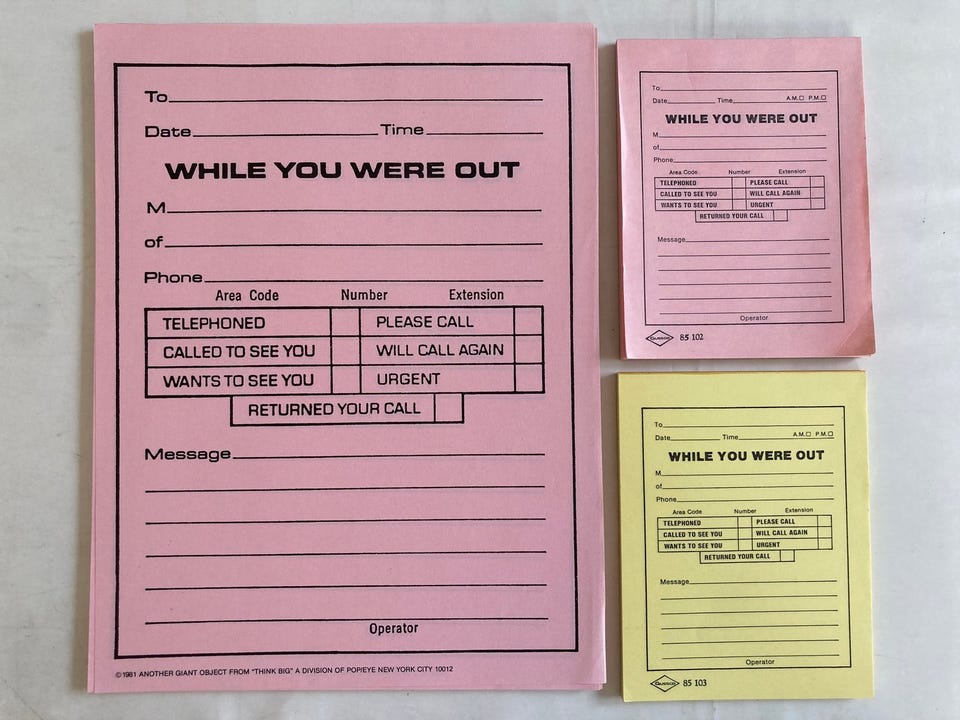 To
Date Time
WHILE YOU WERE OUT
M
of
Phone
Area Code Number Extension
TELEPHONED PLEASE CALL
CALLED TO SEE YOU WILL CALL AGAIN
WANTS TO SEE YOU URGENT
RETURNED YOUR CALL
Message
Operator
©1981 ANOTHER GIANT OBJECT FROM "THINK BIG" A DIVISION OF POP/EYE NEW YORK CITY 10012
To
Date Time A.M. P.M.
WHILE YOU WERE OUT
M
of
Phone
Area Code Number Extension
TELEPHONED PLEASE CALL
CALLED TO SEE YOU WILL CALL AGAIN
WANTS TO SEE YOU URGENT
RETURNED YOUR CALL
Message
Operator
85 102
To
Date Time A.M. P.M.
WHILE YOU WERE OUT
M
of
Phone
Area Code Number Extension
TELEPHONED PLEASE CALL
CALLED TO SEE YOU WILL CALL AGAIN
WANTS TO SEE YOU URGENT
RETURNED YOUR CALL
Message
Operator
85 103